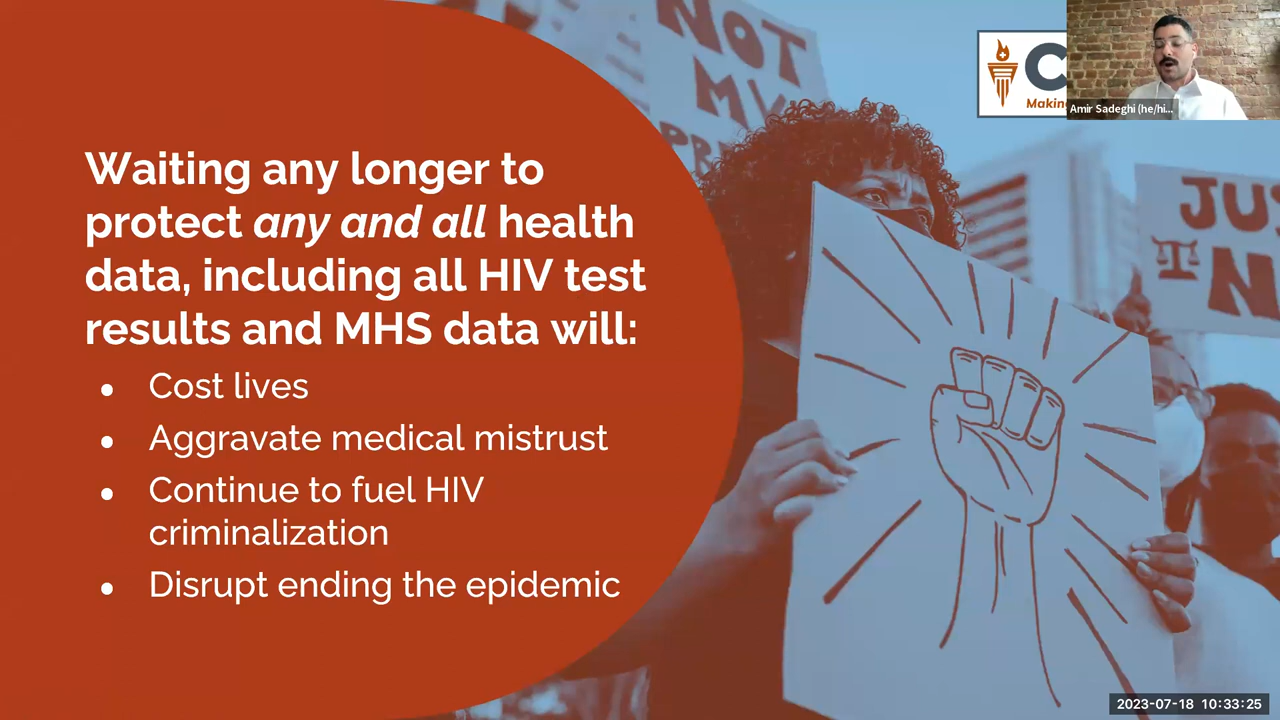 Waiting any longer to
protect any and all health
data, including all HIV test
results and MHS data will:
• Cost lives
• Aggravate medical mistrust
• Continue to fuel HIV
criminalization
• Disrupt ending the epidemic
NOT
MY
C
Amir Sadeghi (he/hi...
2023-07-18 10:33:25